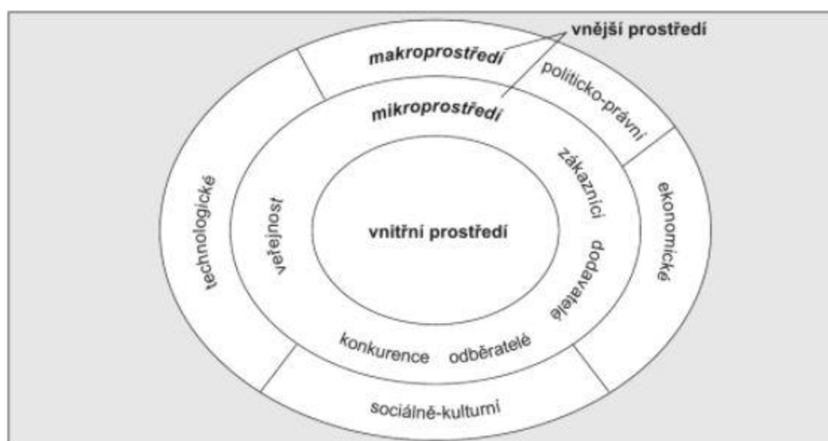 vnější prostředí
makroprostředí
politicko-právní
mikroprostředí
zákazníci
ekonomické
technologické
veřejnost
vnitřní prostředí
dodavatelé
konkurence
odběratelé
sociálně-kulturní